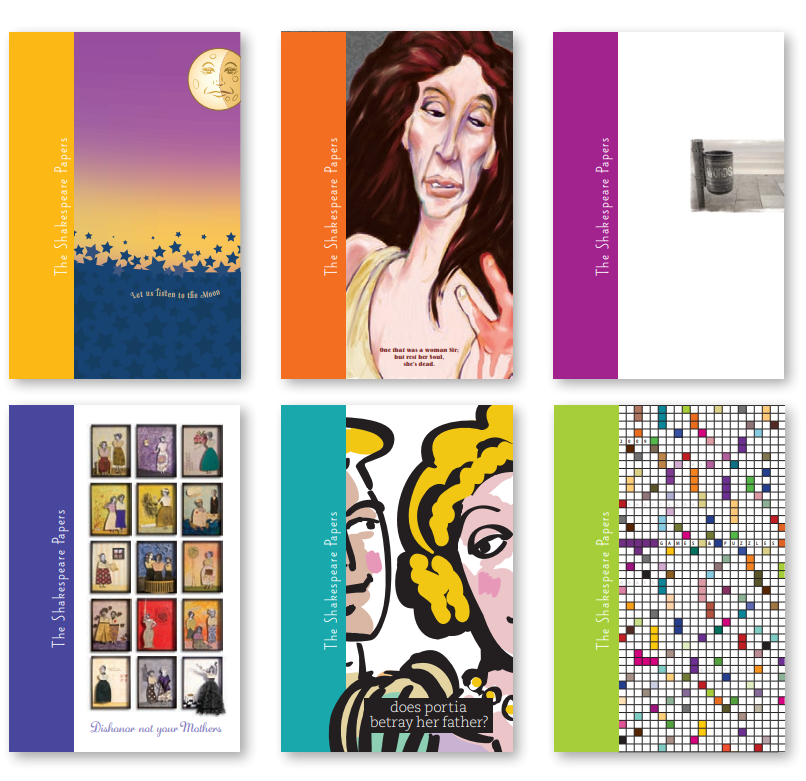 The Shakespeare Papers
Let us listen to the Moon
The Shakespeare Papers
One that was a woman Sir;
but rest her Soul,
she's dead.
The Shakespeare Papers
WORDS
The Shakespeare Papers
Dishonor not your Mothers
The Shakespeare Papers
does portia
betray her father?
The Shakespeare Papers
2009
GAMES & PUZZLES